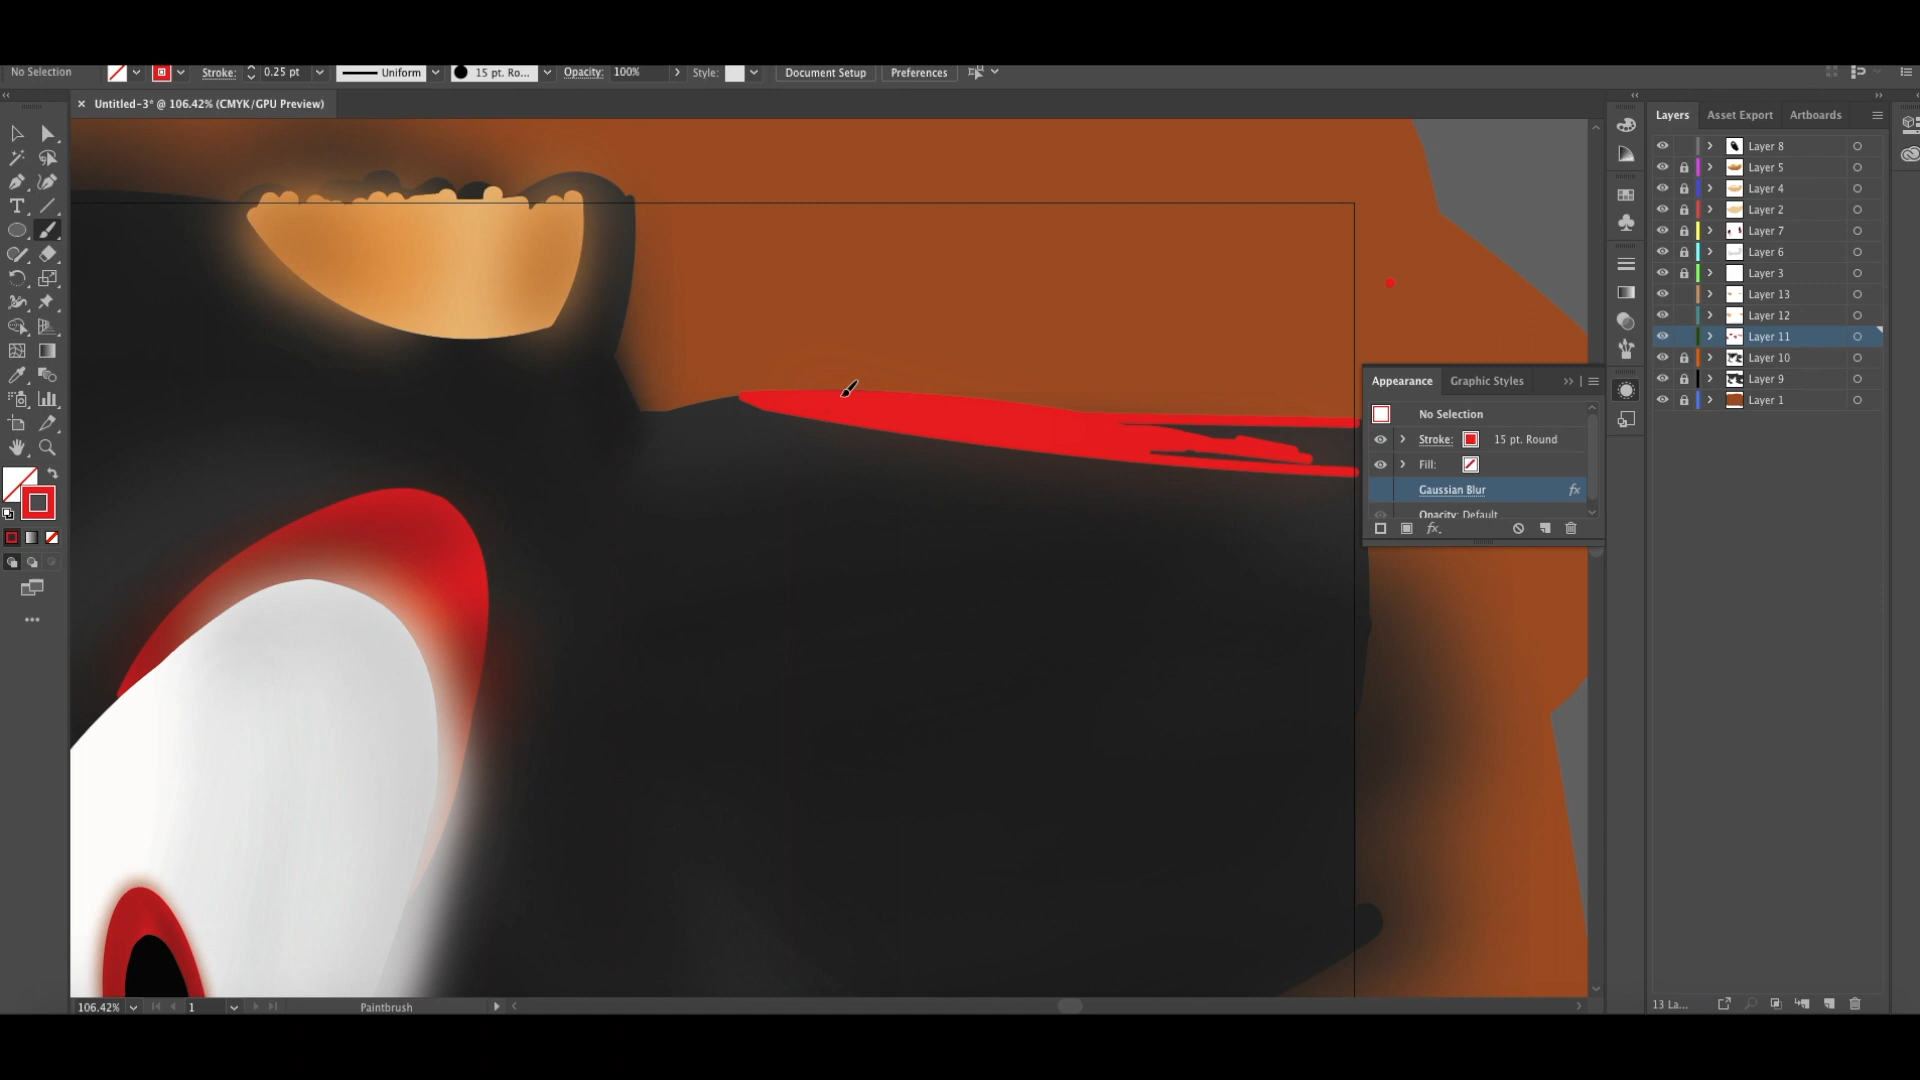 No Selection Stroke: 0.25 pt Uniform 15 pt. Ro... Opacity: 100% Style: Document Setup Preferences
Untitled-3* @ 106.42% (CMYK/GPU Preview)
Layers Asset Export Artboards
Layer 8
Layer 5
Layer 4
Layer 2
Layer 7
Layer 6
Layer 3
Layer 13
Layer 12
Layer 11
Layer 10
Layer 9
Layer 1
Appearance Graphic Styles
No Selection
Stroke: 15 pt. Round
Fill:
Gaussian Blur fx
Opacity: Default
fx.
106.42% 1 Paintbrush
13 La...